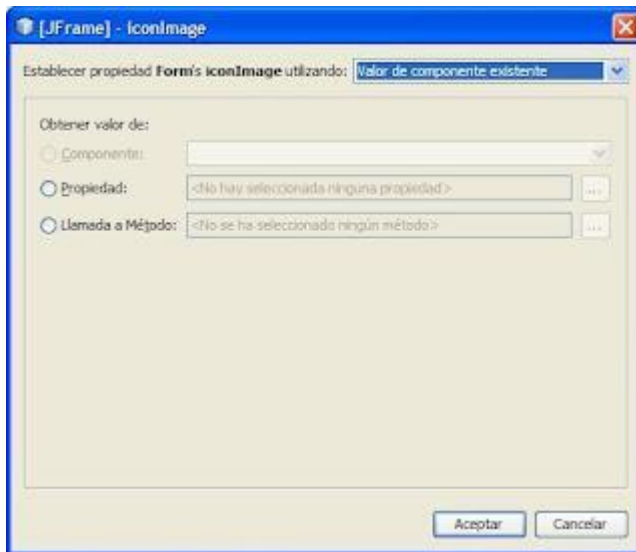 [JFrame] - iconImage
Establecer propiedad Form's iconImage utilizando: Valor de componente existente
Obtener valor de:
Componente:
Propiedad: <No hay seleccionada ninguna propiedad> ...
Llamada a Método: <No se ha seleccionado ningún método> ...
Aceptar Cancelar